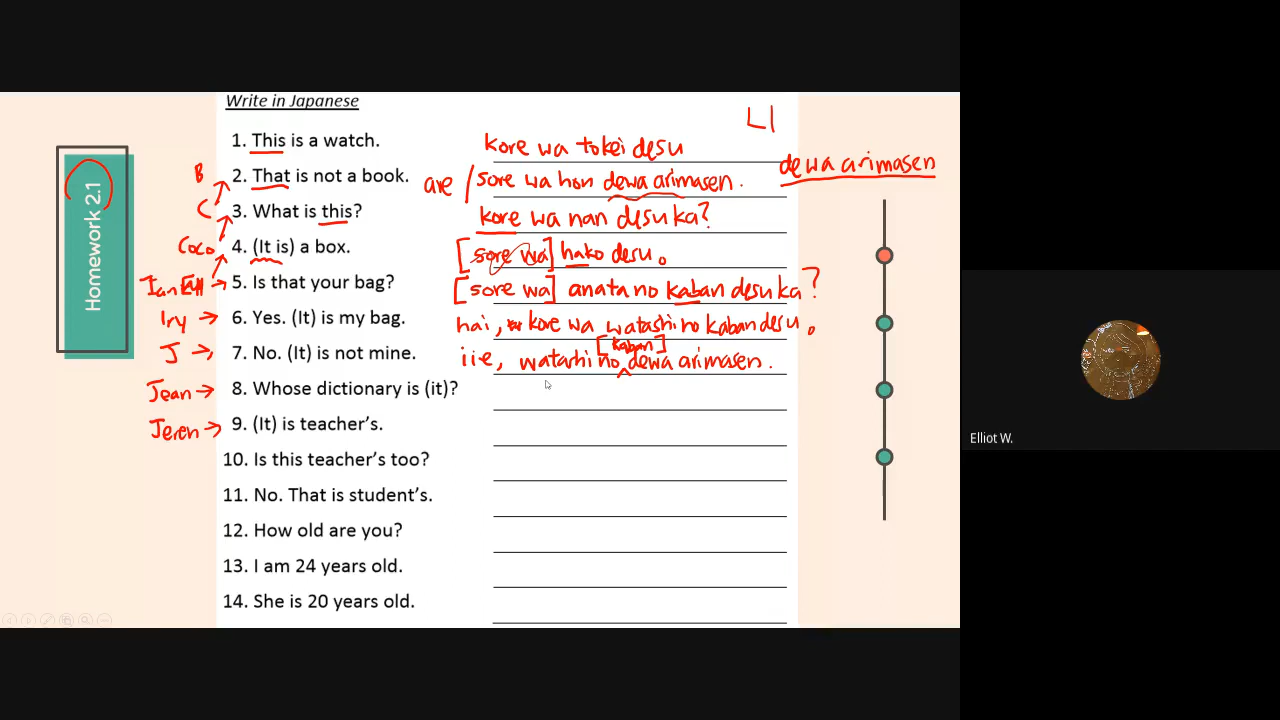 Homework 2.1
Write in Japanese
L1
1. This is a watch. kore wa tokei desu
dewa arimasen
B
2. That is not a book. are / sore wa hon dewa arimasen.
C
3. What is this? kore wa nan desu ka?
Coco
4. (It is) a box. [sore wa] hako desu.
Ian
5. Is that your bag? [sore wa] anata no kaban desu ka?
Iry → 6. Yes. (It) is my bag. hai, kore wa watashi no kaban desu.
[kaban]
J → 7. No. (It) is not mine. iie, watashi no dewa arimasen.
Jean → 8. Whose dictionary is (it)?
Jeren → 9. (It) is teacher's.
10. Is this teacher's too?
11. No. That is student's.
12. How old are you?
13. I am 24 years old.
14. She is 20 years old.
Elliot W.